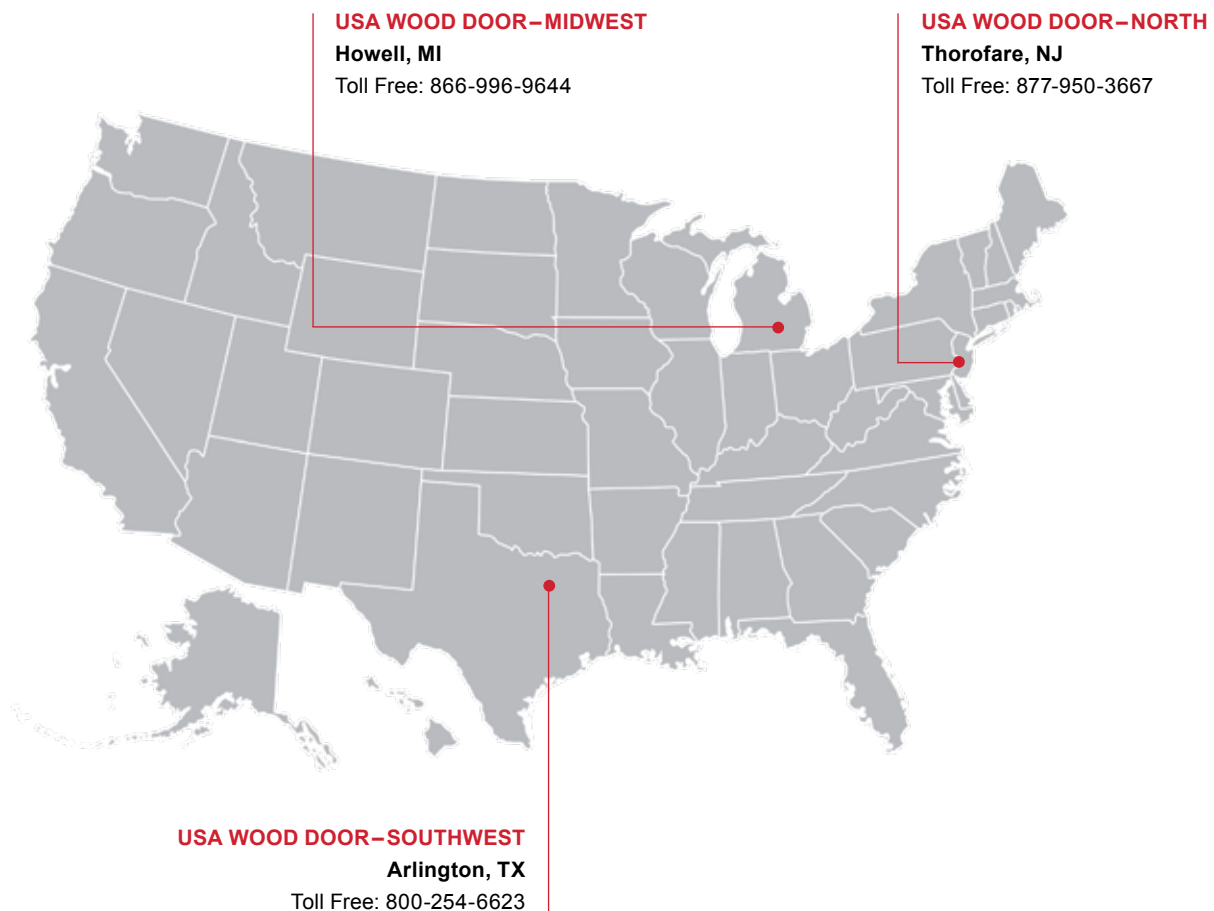 USA WOOD DOOR–MIDWEST
Howell, MI
Toll Free: 866-996-9644
USA WOOD DOOR–NORTH
Thorofare, NJ
Toll Free: 877-950-3667
USA WOOD DOOR–SOUTHWEST
Arlington, TX
Toll Free: 800-254-6623